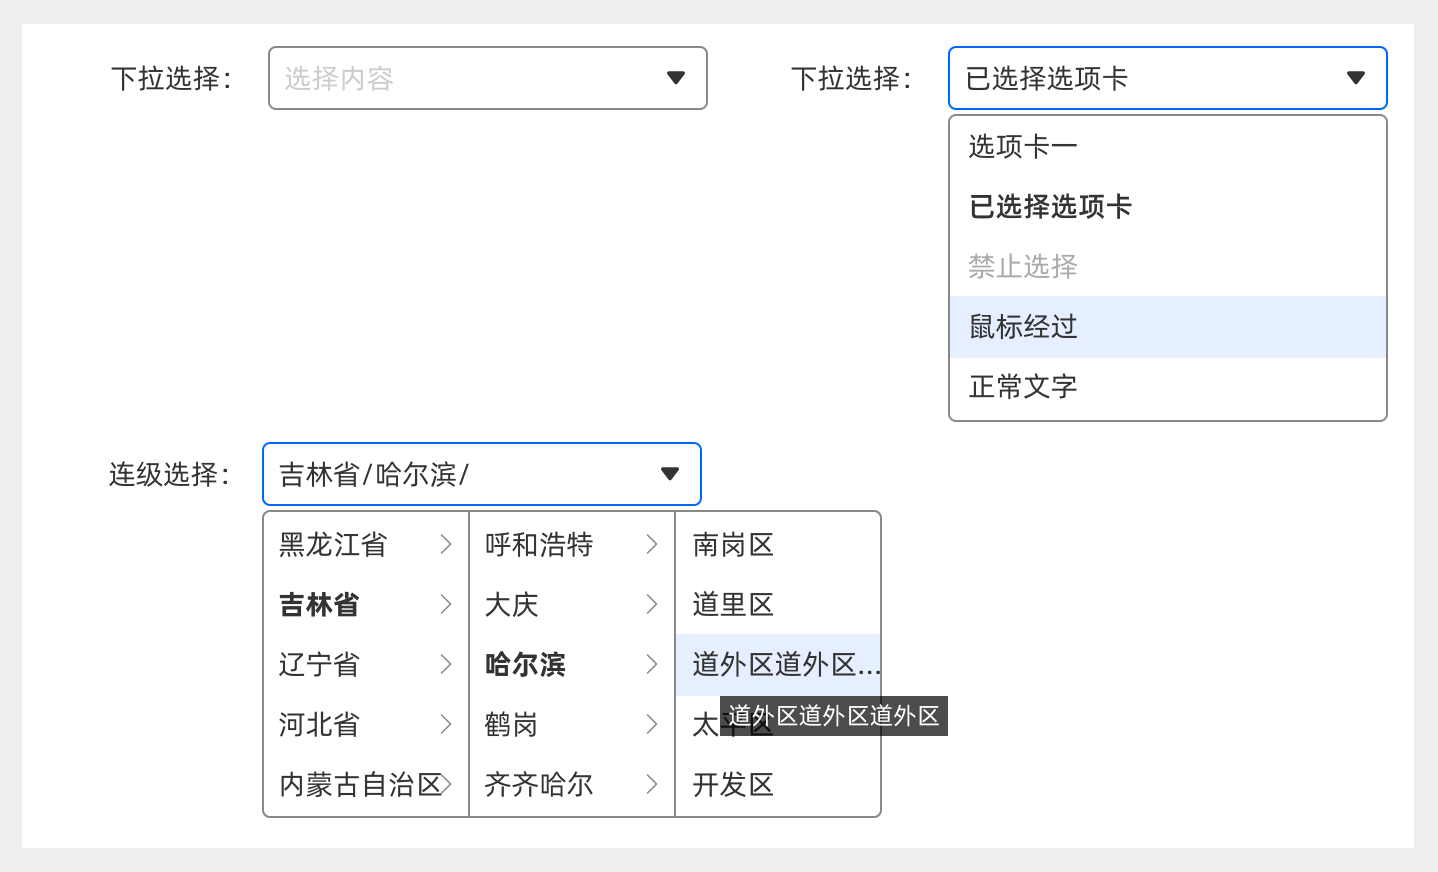 下拉选择：
选择内容
下拉选择：
已选择选项卡
选项卡一
已选择选项卡
禁止选择
鼠标经过
正常文字
连级选择：
吉林省/哈尔滨/
黑龙江省
吉林省
辽宁省
河北省
内蒙古自治区
呼和浩特
大庆
哈尔滨
鹤岗
齐齐哈尔
南岗区
道里区
道外区道外区...
道外区道外区道外区
太平区
开发区